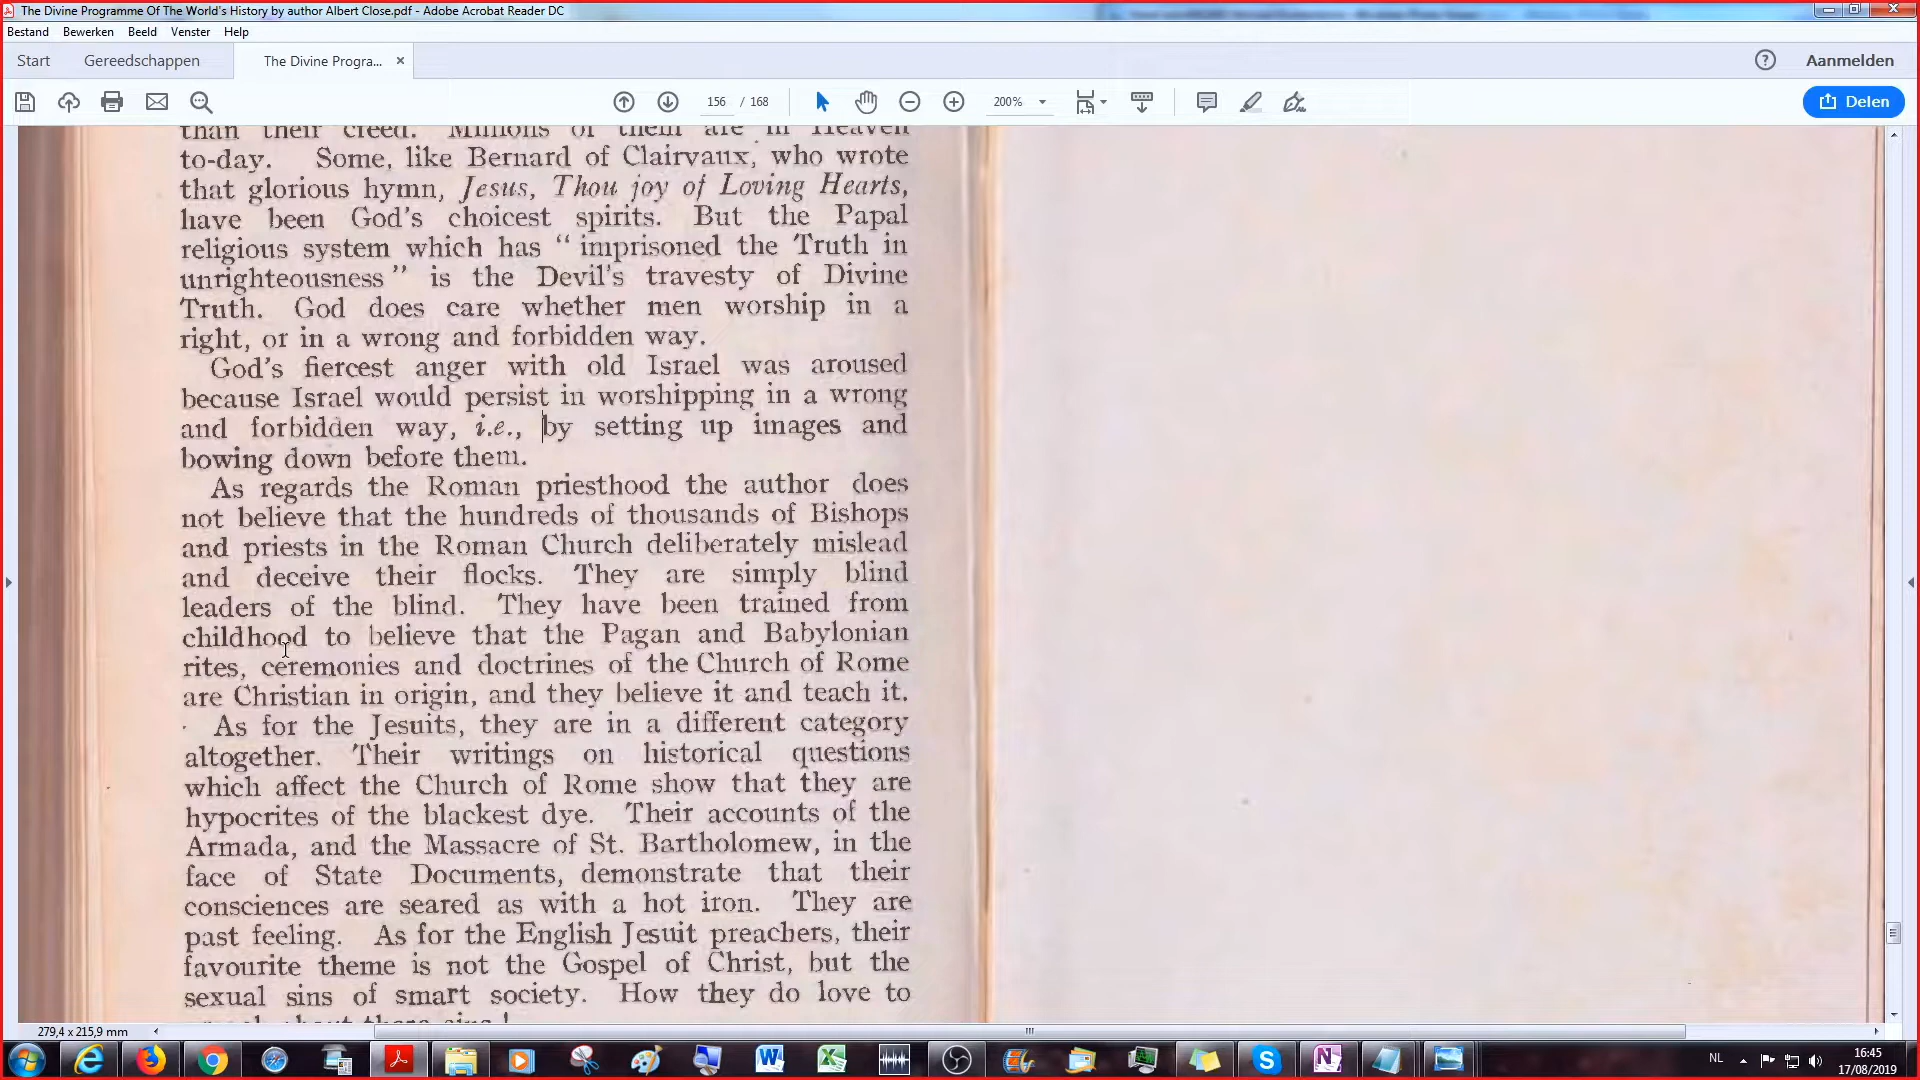 The Divine Programme Of The World's History by author Albert Close.pdf - Adobe Acrobat Reader DC
Bestand Bewerken Beeld Venster Help
Start Gereedschappen The Divine Progra... × Aanmelden
156 / 168 200% Delen
than their creed. Millions of them are in Heaven
to-day. Some, like Bernard of Clairvaux, who wrote
that glorious hymn, Jesus, Thou joy of Loving Hearts,
have been God's choicest spirits. But the Papal
religious system which has “ imprisoned the Truth in
unrighteousness ” is the Devil's travesty of Divine
Truth. God does care whether men worship in a
right, or in a wrong and forbidden way.
God's fiercest anger with old Israel was aroused
because Israel would persist in worshipping in a wrong
and forbidden way, i.e., by setting up images and
bowing down before them.
As regards the Roman priesthood the author does
not believe that the hundreds of thousands of Bishops
and priests in the Roman Church deliberately mislead
and deceive their flocks. They are simply blind
leaders of the blind. They have been trained from
childhood to believe that the Pagan and Babylonian
rites, ceremonies and doctrines of the Church of Rome
are Christian in origin, and they believe it and teach it.
As for the Jesuits, they are in a different category
altogether. Their writings on historical questions
which affect the Church of Rome show that they are
hypocrites of the blackest dye. Their accounts of the
Armada, and the Massacre of St. Bartholomew, in the
face of State Documents, demonstrate that their
consciences are seared as with a hot iron. They are
past feeling. As for the English Jesuit preachers, their
favourite theme is not the Gospel of Christ, but the
sexual sins of smart society. How they do love to
279,4 x 215,9 mm
NL 16:45
17/08/2019